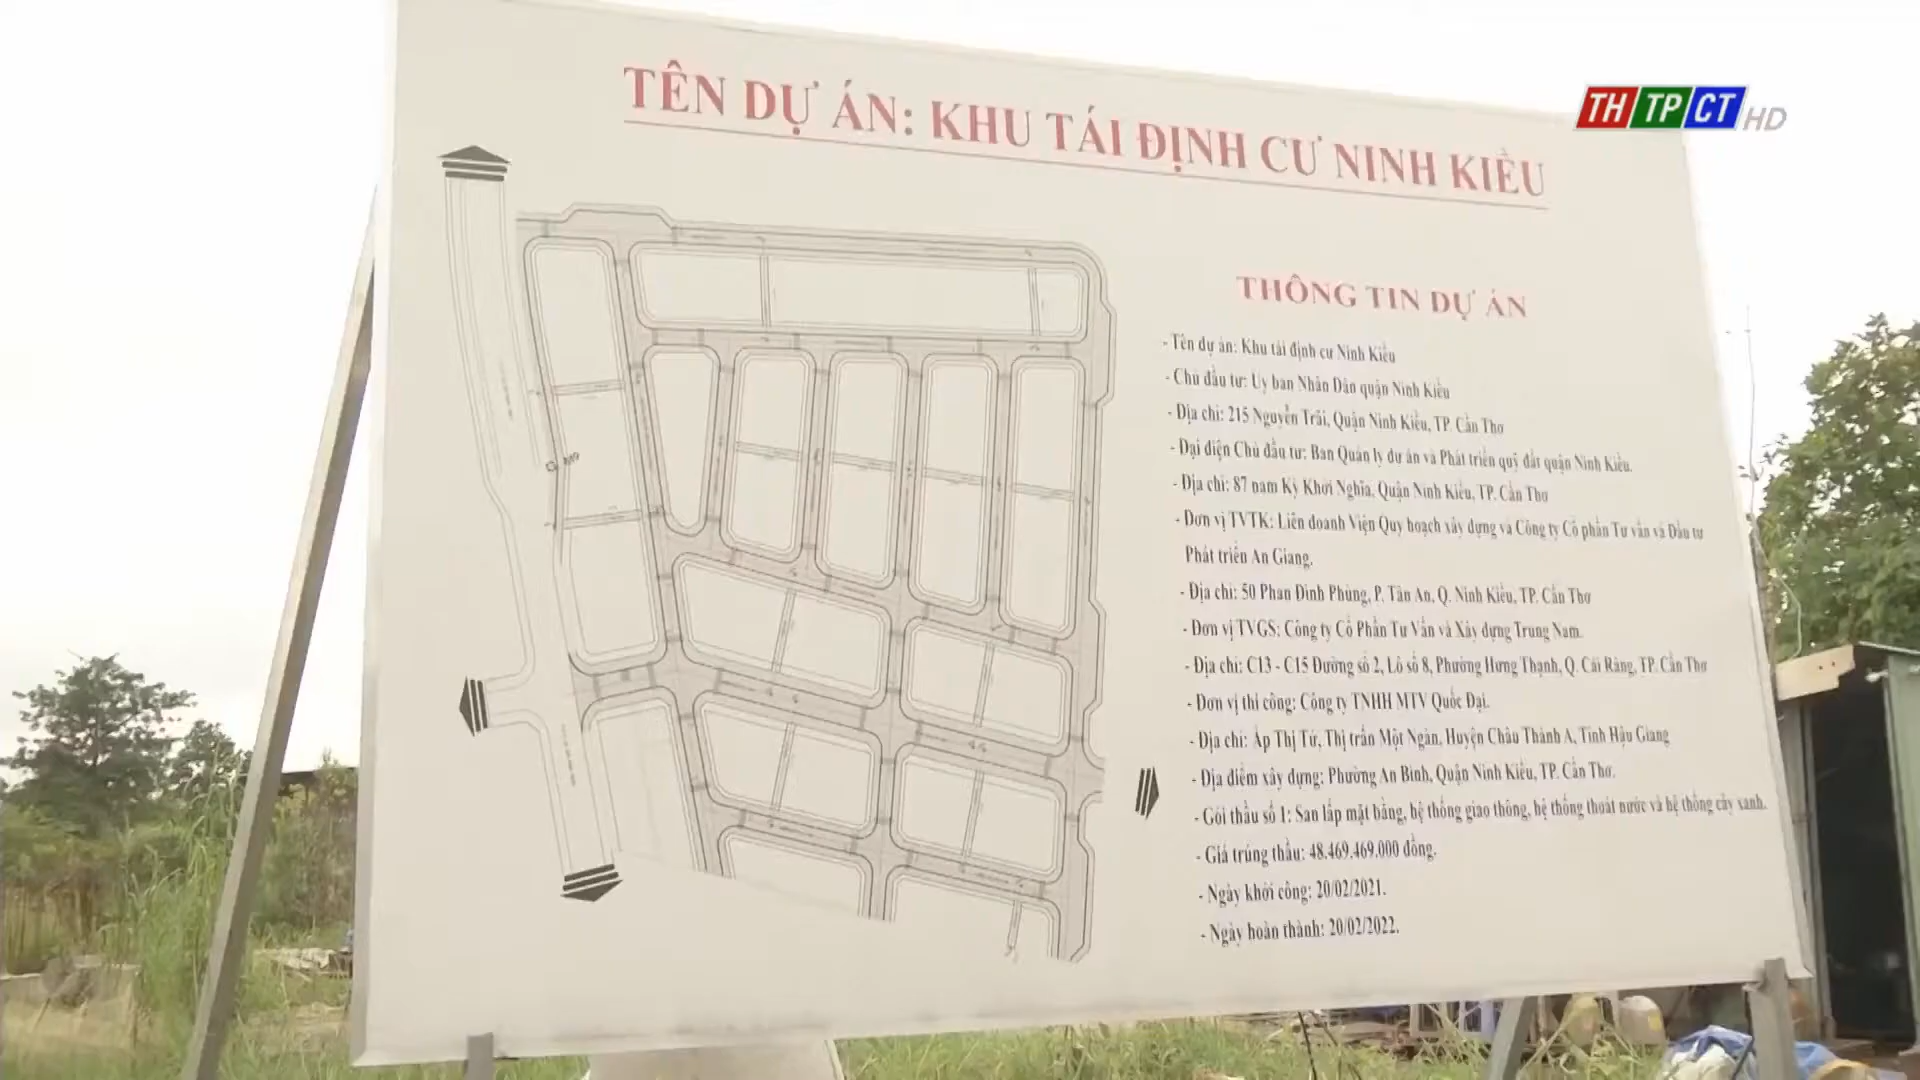 TH TP CT HD
TÊN DỰ ÁN: KHU TÁI ĐỊNH CƯ NINH KIỀU
THÔNG TIN DỰ ÁN
- Tên dự án: Khu tái định cư Ninh Kiều
- Chủ đầu tư: Ủy ban Nhân Dân quận Ninh Kiều
- Địa chỉ: 215 Nguyễn Trãi, Quận Ninh Kiều, TP. Cần Thơ
- Đại diện Chủ đầu tư: Ban Quản lý dự án và Phát triển quỹ đất quận Ninh Kiều.
- Địa chỉ: 87 nam Kỳ Khởi Nghĩa, Quận Ninh Kiều, TP. Cần Thơ
- Đơn vị TVTK: Liên doanh Viện Quy hoạch xây dựng và Công ty Cổ phần Tư vấn và Đầu tư
Phát triển An Giang.
- Địa chỉ: 50 Phan Đình Phùng, P. Tân An, Q. Ninh Kiều, TP. Cần Thơ
- Đơn vị TVGS: Công ty Cổ Phần Tư Vấn và Xây dựng Trung Nam.
- Địa chỉ: C13 - C15 Đường số 2, Lô số 8, Phường Hưng Thạnh, Q. Cái Răng, TP. Cần Thơ
- Đơn vị thi công: Công ty TNHH MTV Quốc Đại.
- Địa chỉ: Ấp Thị Tứ, Thị trấn Một Ngàn, Huyện Châu Thành A, Tỉnh Hậu Giang
- Địa điểm xây dựng: Phường An Bình, Quận Ninh Kiều, TP. Cần Thơ.
- Gói thầu số 1: San lấp mặt bằng, hệ thống giao thông, hệ thống thoát nước và hệ thống cây xanh.
- Giá trúng thầu: 48.469.469.000 đồng.
- Ngày khởi công: 20/02/2021.
- Ngày hoàn thành: 20/02/2022.